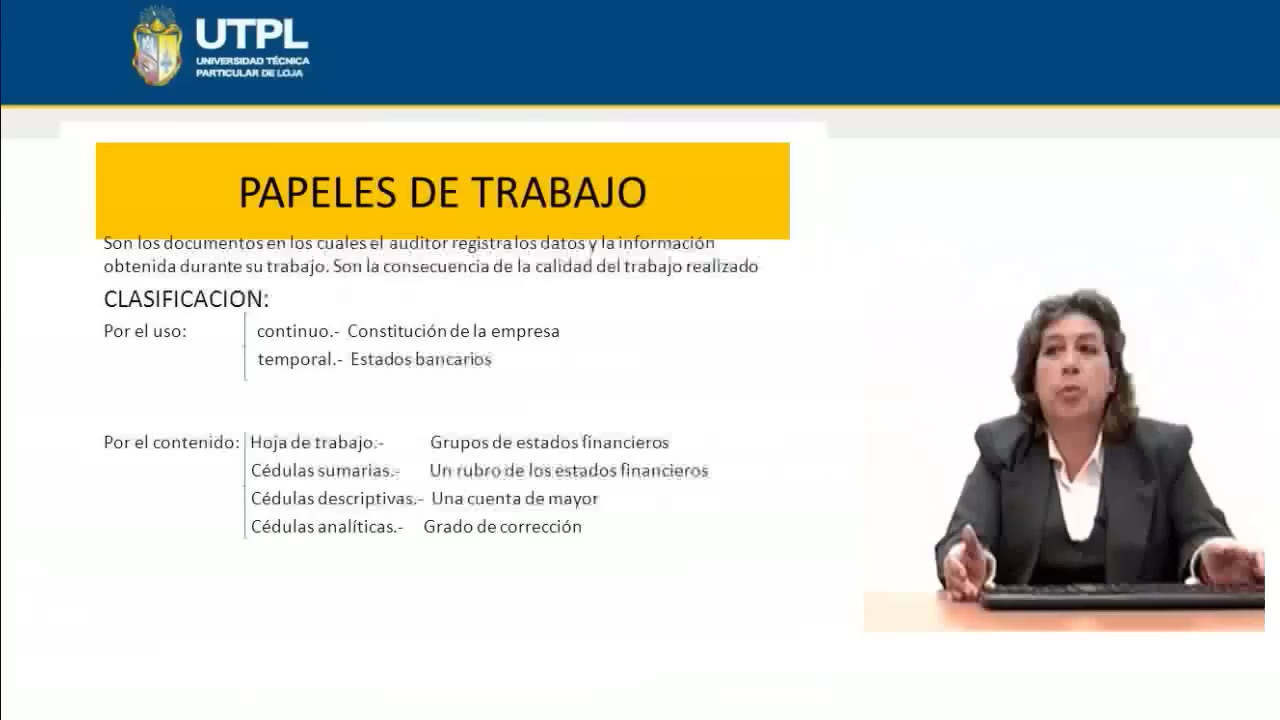 UTPL
UNIVERSIDAD TÉCNICA
PARTICULAR DE LOJA
PAPELES DE TRABAJO
Son los documentos en los cuales el auditor registra los datos y la información
obtenida durante su trabajo. Son la consecuencia de la calidad del trabajo realizado
CLASIFICACION:
Por el uso: continuo.- Constitución de la empresa
temporal.- Estados bancarios
Por el contenido: Hoja de trabajo.- Grupos de estados financieros
Cédulas sumarias.- Un rubro de los estados financieros
Cédulas descriptivas.- Una cuenta de mayor
Cédulas analíticas.- Grado de corrección